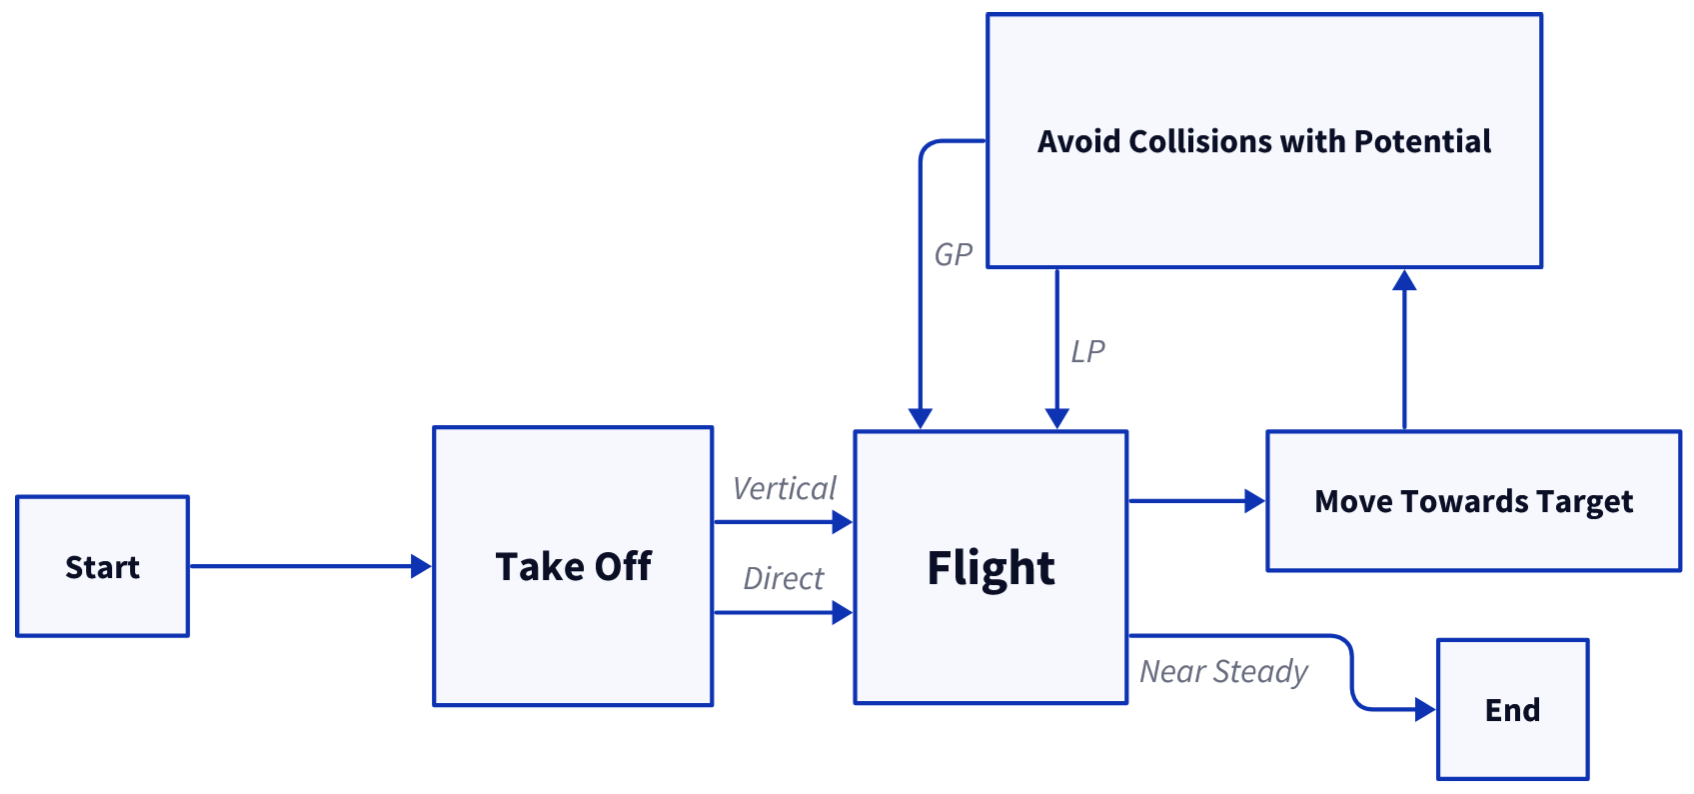 Avoid Collisions with Potential
GP
LP
Start
Take Off
Vertical
Direct
Flight
Move Towards Target
Near Steady
End